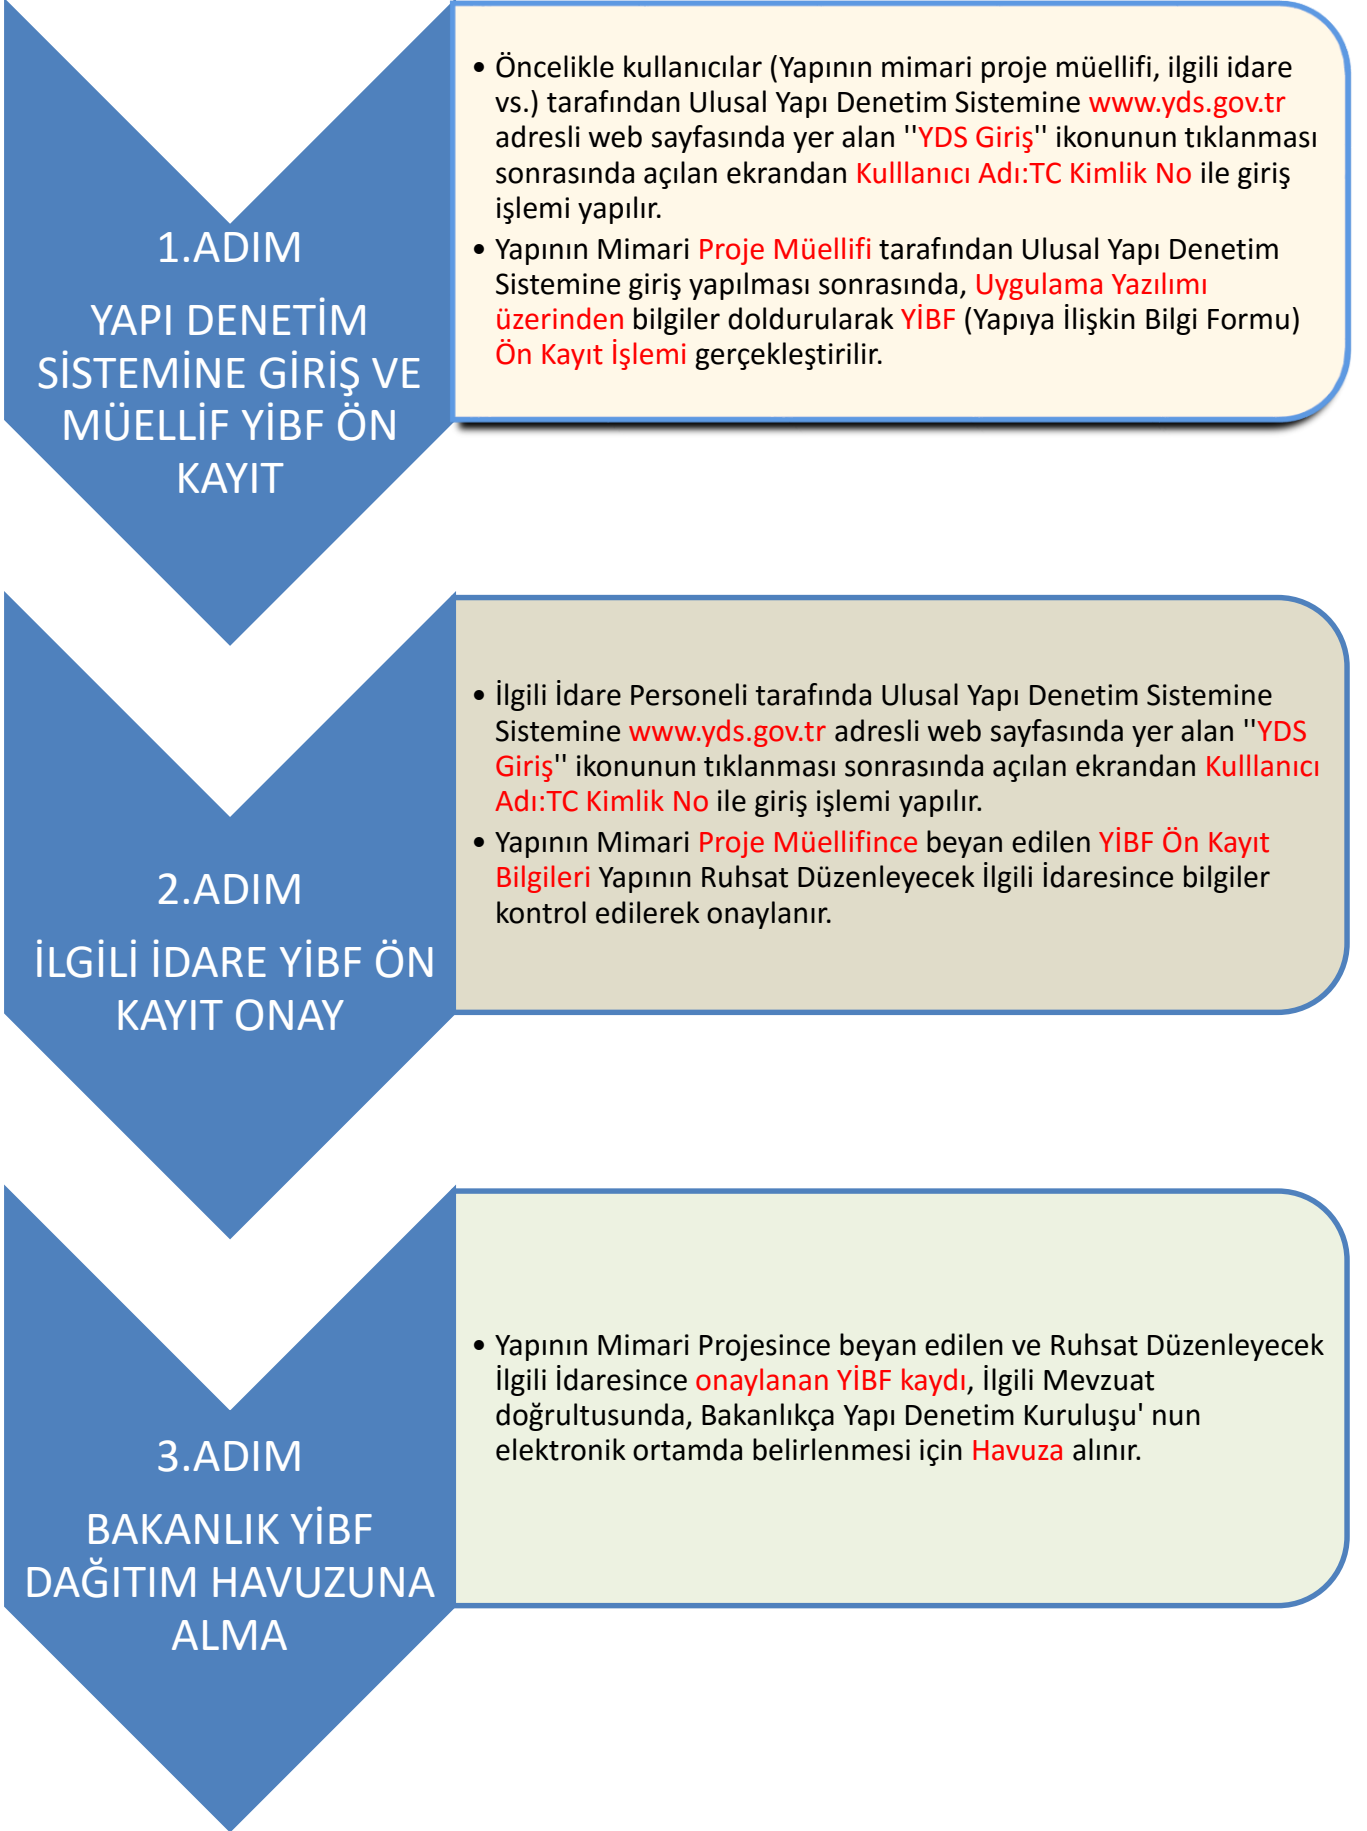 1.ADIM
YAPI DENETİM
SİSTEMİNE GİRİŞ VE
MÜELLİF YİBF ÖN
KAYIT
• Öncelikle kullanıcılar (Yapının mimari proje müellifi, ilgili idare
vs.) tarafından Ulusal Yapı Denetim Sistemine www.yds.gov.tr
adresli web sayfasında yer alan ''YDS Giriş'' ikonunun tıklanması
sonrasında açılan ekrandan Kulllanıcı Adı:TC Kimlik No ile giriş
işlemi yapılır.
• Yapının Mimari Proje Müellifi tarafından Ulusal Yapı Denetim
Sistemine giriş yapılması sonrasında, Uygulama Yazılımı
üzerinden bilgiler doldurularak YİBF (Yapıya İlişkin Bilgi Formu)
Ön Kayıt İşlemi gerçekleştirilir.
2.ADIM
İLGİLİ İDARE YİBF ÖN
KAYIT ONAY
• İlgili İdare Personeli tarafında Ulusal Yapı Denetim Sistemine
Sistemine www.yds.gov.tr adresli web sayfasında yer alan ''YDS
Giriş'' ikonunun tıklanması sonrasında açılan ekrandan Kulllanıcı
Adı:TC Kimlik No ile giriş işlemi yapılır.
• Yapının Mimari Proje Müellifince beyan edilen YİBF Ön Kayıt
Bilgileri Yapının Ruhsat Düzenleyecek İlgili İdaresince bilgiler
kontrol edilerek onaylanır.
3.ADIM
BAKANLIK YİBF
DAĞITIM HAVUZUNA
ALMA
• Yapının Mimari Projesince beyan edilen ve Ruhsat Düzenleyecek
İlgili İdaresince onaylanan YİBF kaydı, İlgili Mevzuat
doğrultusunda, Bakanlıkça Yapı Denetim Kuruluşu' nun
elektronik ortamda belirlenmesi için Havuza alınır.